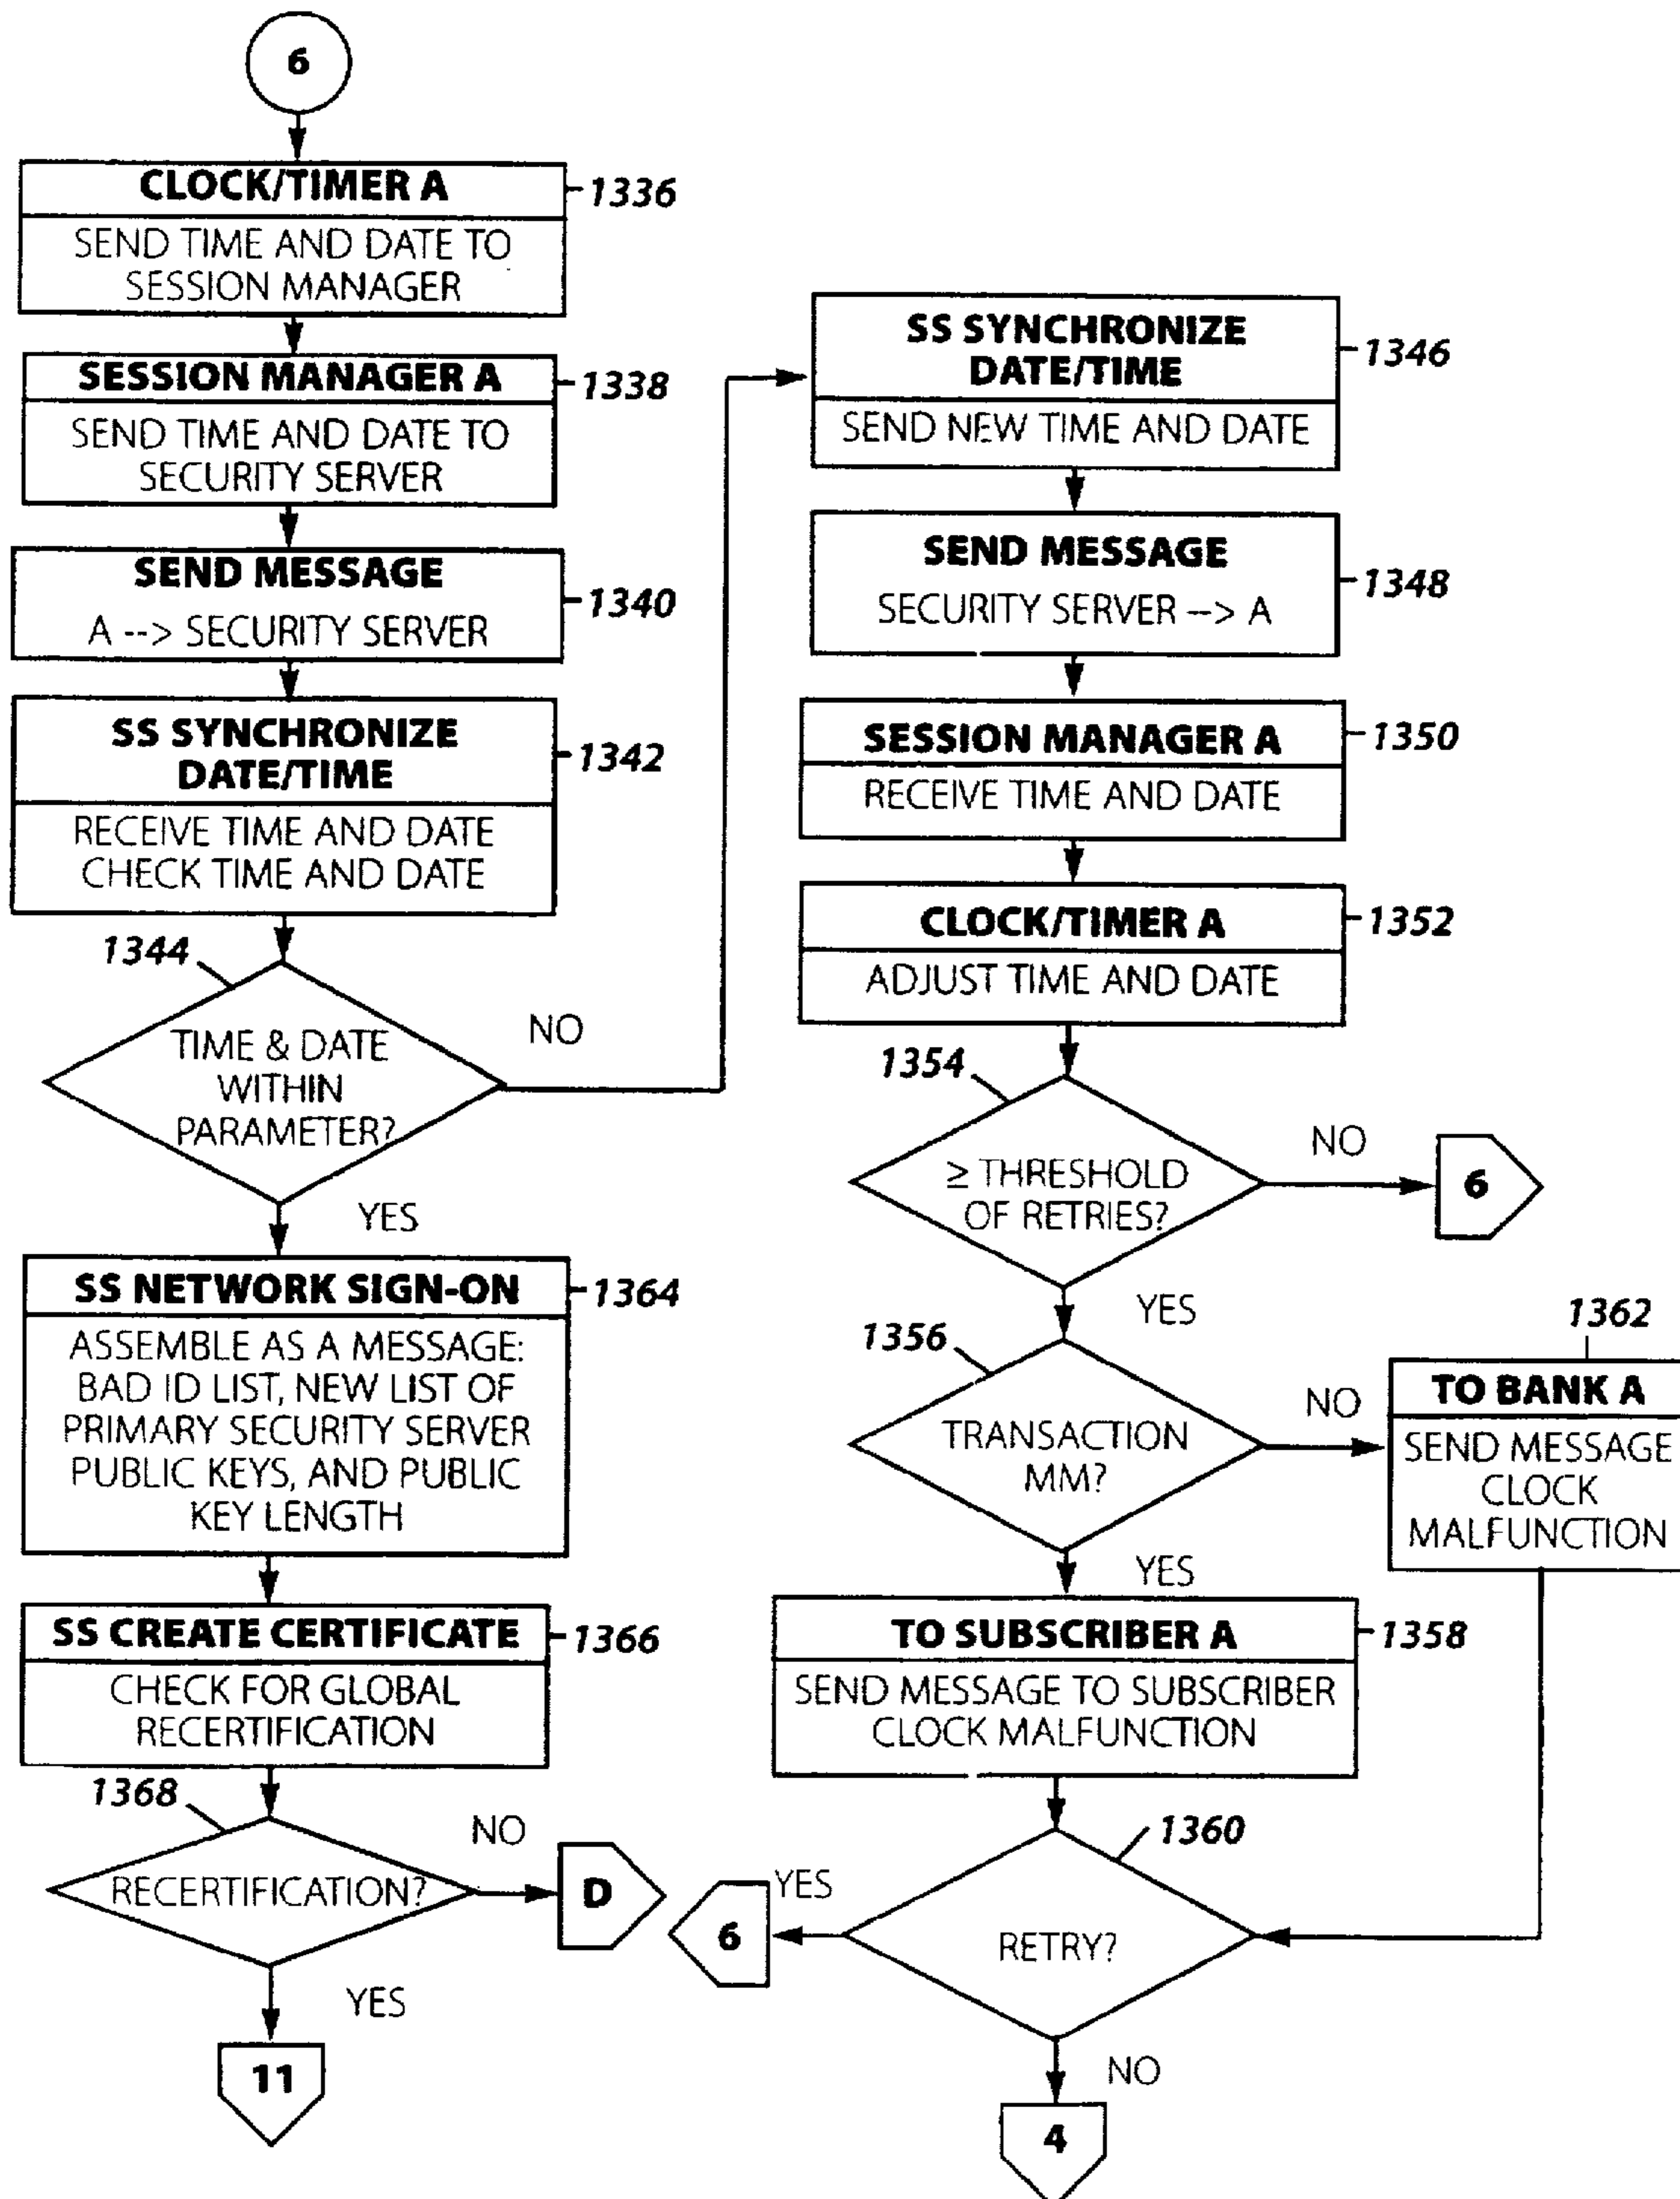 6
CLOCK/TIMER A
1336
SEND TIME AND DATE TO
SESSION MANAGER
SESSION MANAGER A
1338
SEND TIME AND DATE TO
SECURITY SERVER
SEND MESSAGE
1340
A --> SECURITY SERVER
SS SYNCHRONIZE
DATE/TIME
1342
RECEIVE TIME AND DATE
CHECK TIME AND DATE
1344
TIME & DATE
WITHIN
PARAMETER?
NO
YES
SS NETWORK SIGN-ON
1364
ASSEMBLE AS A MESSAGE:
BAD ID LIST, NEW LIST OF
PRIMARY SECURITY SERVER
PUBLIC KEYS, AND PUBLIC
KEY LENGTH
SS CREATE CERTIFICATE
1366
CHECK FOR GLOBAL
RECERTIFICATION
1368
RECERTIFICATION?
NO
D
YES
11
SS SYNCHRONIZE
DATE/TIME
1346
SEND NEW TIME AND DATE
SEND MESSAGE
1348
SECURITY SERVER --> A
SESSION MANAGER A
1350
RECEIVE TIME AND DATE
CLOCK/TIMER A
1352
ADJUST TIME AND DATE
1354
≥ THRESHOLD
OF RETRIES?
NO
6
YES
1356
TRANSACTION
MM?
NO
1362
TO BANK A
SEND MESSAGE
CLOCK
MALFUNCTION
YES
TO SUBSCRIBER A
1358
SEND MESSAGE TO SUBSCRIBER
CLOCK MALFUNCTION
1360
RETRY?
YES
6
NO
4